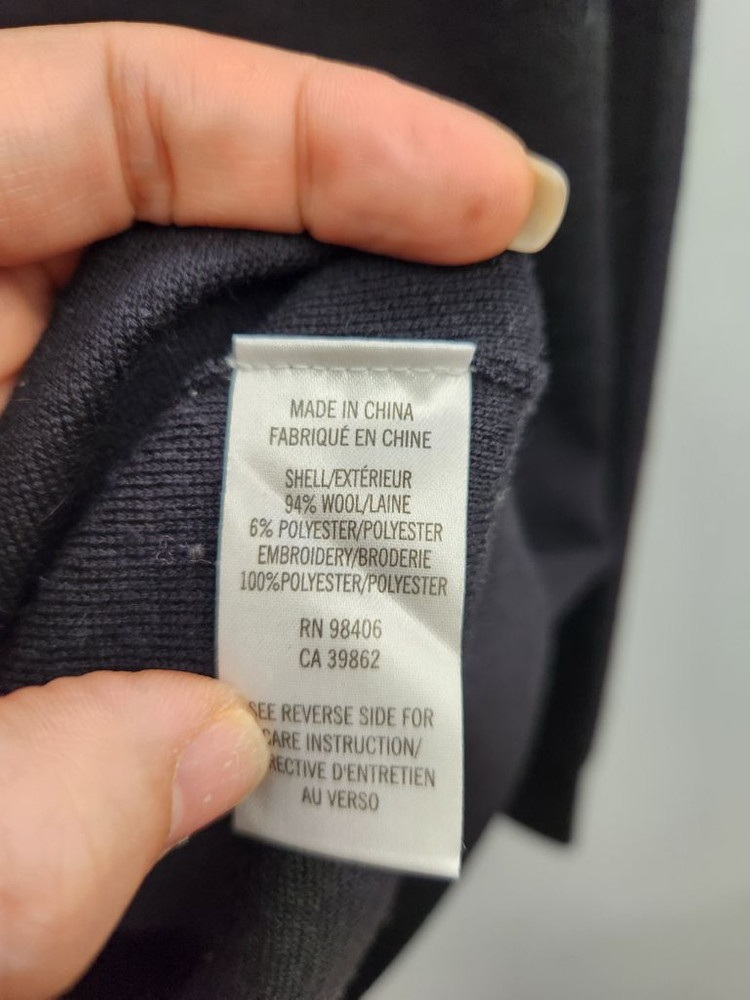 MADE IN CHINA
FABRIQUÉ EN CHINE
SHELL/EXTÉRIEUR
94% WOOL/LAINE
6% POLYESTER/POLYESTER
EMBROIDERY/BRODERIE
100%POLYESTER/POLYESTER
RN 98406
CA 39862
SEE REVERSE SIDE FOR
CARE INSTRUCTION/
D'ENTRETIEN
AU VERSO